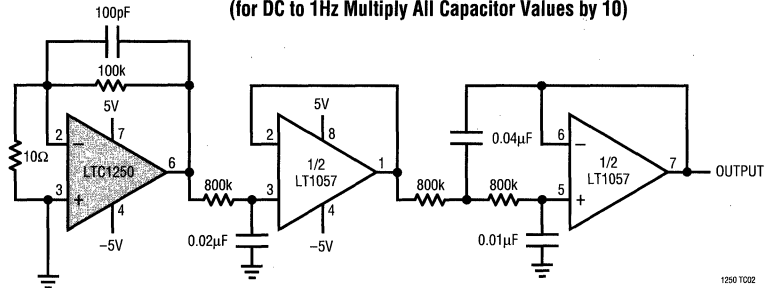 (for DC to 1Hz Multiply All Capacitor Values by 10)
100pF
100k
5V
7
2
−
10Ω
LTC1250
6
3
+
4
−5V
800k
0.02µF
5V
8
2
1/2
LT1057
1
3
4
−5V
800k
0.04µF
800k
0.01µF
6
−
1/2
LT1057
7
5
+
OUTPUT
1250 TC02